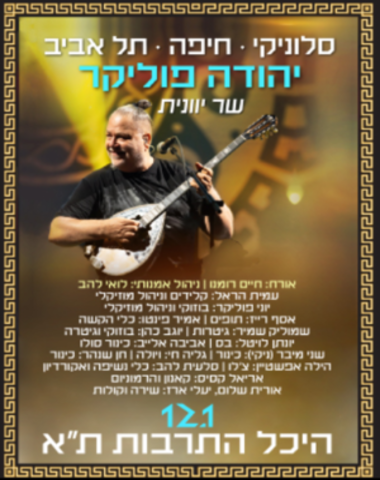 סלוניקי · חיפה · תל אביב
יהודה פוליקר
שר יוונית
אורח: חיים רומנו | ניהול אמנותי: לואי להב
עמית הראל: קלידים וניהול מוזיקלי
יוני פוליקר: בוזוקי וניהול מוזיקלי
אסף רייז: תופים | אמיר פינטו: כלי הקשה
שמוליק שמיר: גיטרות | יוגב כהן: בוזוקי וגיטרה
יונתן לויטל: בס | אביבה אלייב: כינור סולו
שני מיבר (ניקי): כינור | גליה חי: ויולה | חן שנהר: כינור
הילה אפשטיין: צ'לו | סלעית להב: כלי נשיפה ואקורדיון
אריאל קסיס: קאנון והרמוניום
אורית שלום, יעלי ארז: שירה וקולות
12.1
היכל התרבות ת"א